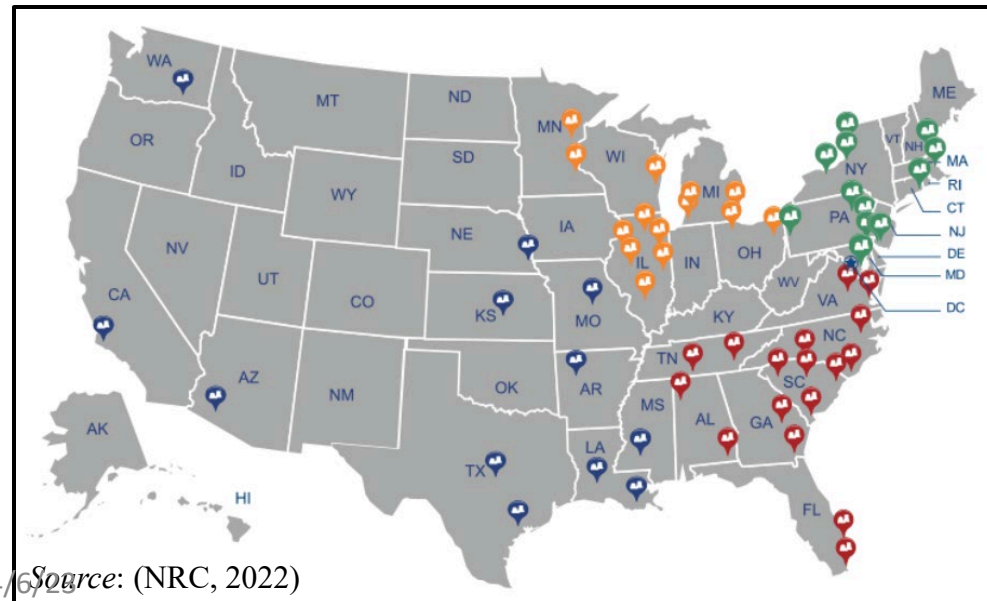 WA
MT
ND
MN
ME
OR
ID
SD
WI
MI
NY
VT
NH
MA
RI
CT
NJ
DE
MD
DC
WY
IA
NE
PA
NV
UT
CO
IL
IN
OH
WV
VA
CA
KS
MO
KY
NC
AZ
NM
OK
AR
TN
SC
MS
AL
GA
TX
LA
AK
HI
FL
/6/23
Source: (NRC, 2022)